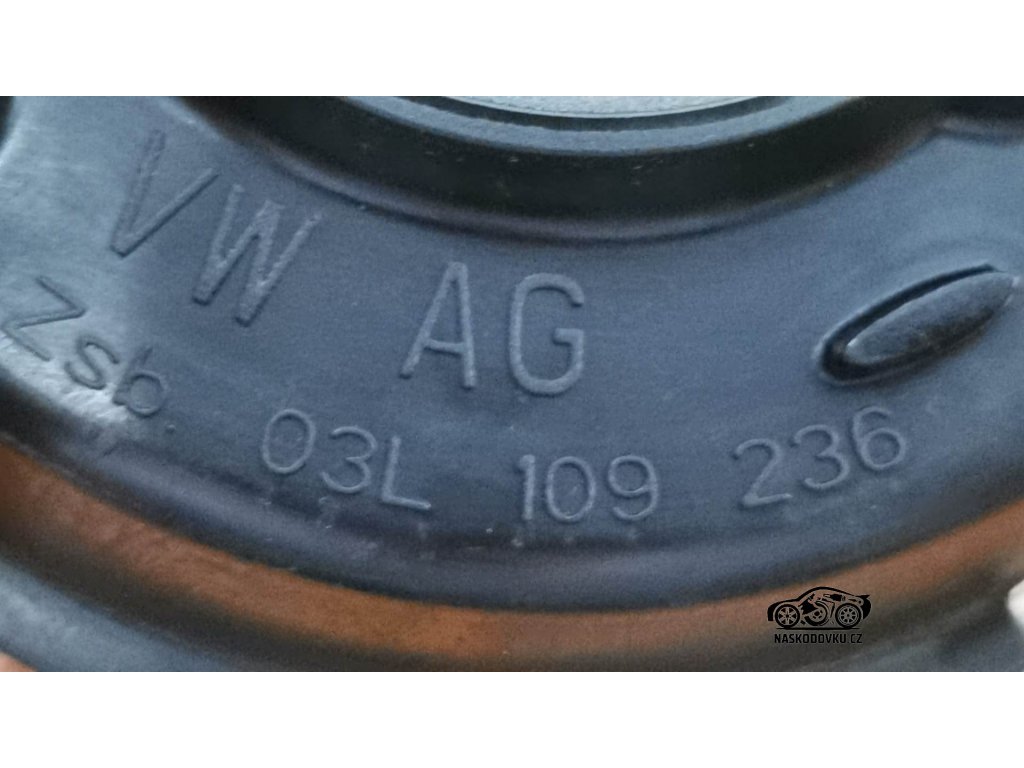 VW AG
Zsb. 03L 109 236
NASKODOVKU.CZ